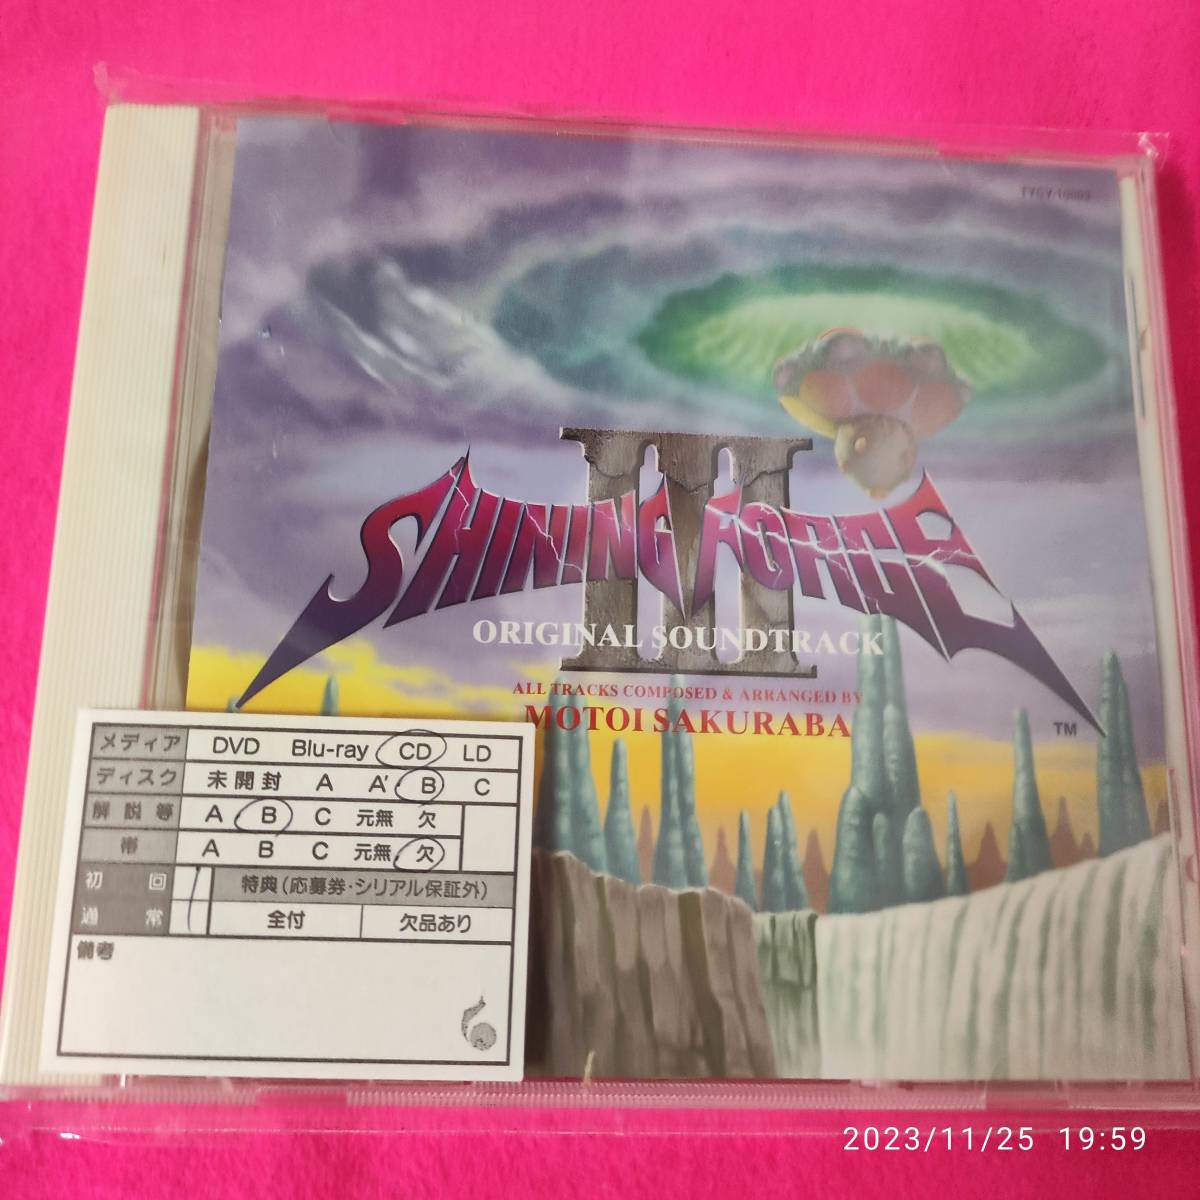 TYCY-10003
III
SHINING FORCE
ORIGINAL SOUNDTRACK
ALL TRACKS COMPOSED & ARRANGED BY
MOTOI SAKURABA
TM
メディア DVD Blu-ray CD LD
ディスク 未開封 A A' B C
解説等 A B C 元無 欠
帯 A B C 元無 欠
初回 特典(応募券・シリアル保証外)
通常 全付 欠品あり
備考
2023/11/25 19:59